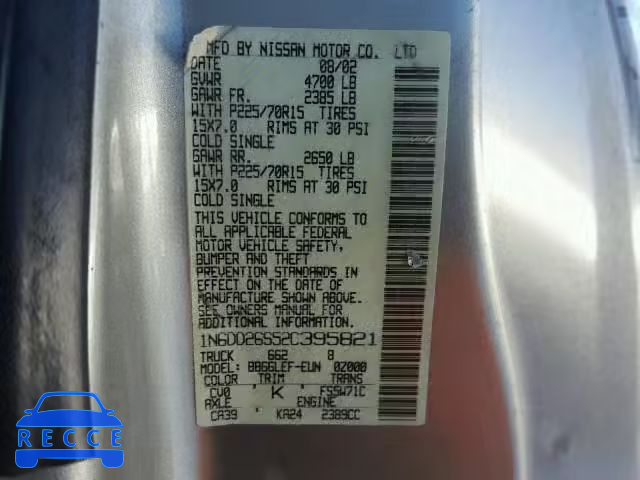 MFD BY NISSAN MOTOR CO. LTD
DATE 08/02
GVWR 4700 LB
GAWR FR. 2385 LB
WITH P225/70R15 TIRES
15X7.0 RIMS AT 30 PSI
COLD SINGLE
GAWR RR. 2650 LB
WITH P225/70R15 TIRES
15X7.0 RIMS AT 30 PSI
COLD SINGLE
THIS VEHICLE CONFORMS TO
ALL APPLICABLE FEDERAL
MOTOR VEHICLE SAFETY,
BUMPER AND THEFT
PREVENTION STANDARDS IN
EFFECT ON THE DATE OF
MANUFACTURE SHOWN ABOVE.
SEE OWNERS MANUAL FOR
ADDITIONAL INFORMATION
1N6DD26S52C395821
TRUCK 662 8
MODEL: BBGSLEF-EUN 02000
COLOR TRIM TRANS
CV0 K FS5W71C
AXLE ENGINE
CA39 KA24 2389CC
RECCE